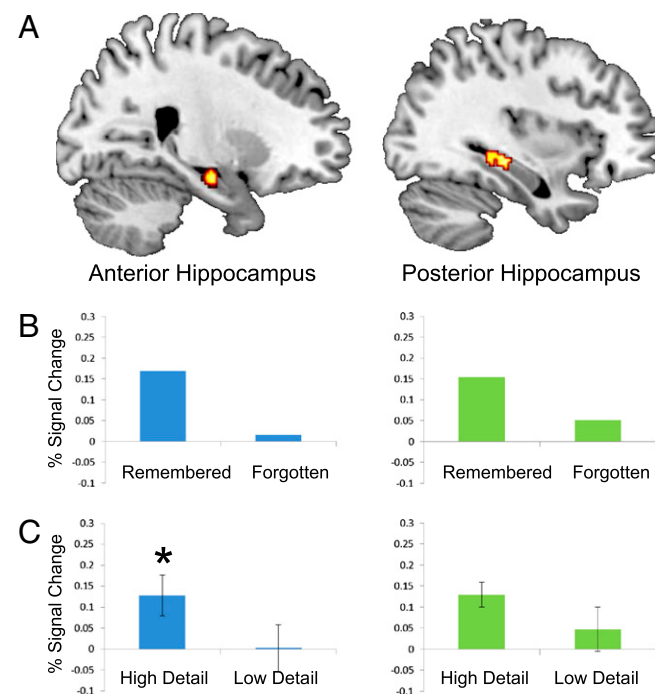 A
Anterior Hippocampus Posterior Hippocampus
B
% Signal Change
0.3 0.3
0.25 0.25
0.2 0.2
0.15 0.15
0.1 0.1
0.05 0.05
0 0
-0.05 Remembered Forgotten -0.05 Remembered Forgotten
-0.1 -0.1
C
% Signal Change
0.3 0.3
0.25 0.25
0.2 * 0.2
0.15 0.15
0.1 0.1
0.05 0.05
0 0
-0.05 High Detail Low Detail -0.05 High Detail Low Detail
-0.1 -0.1